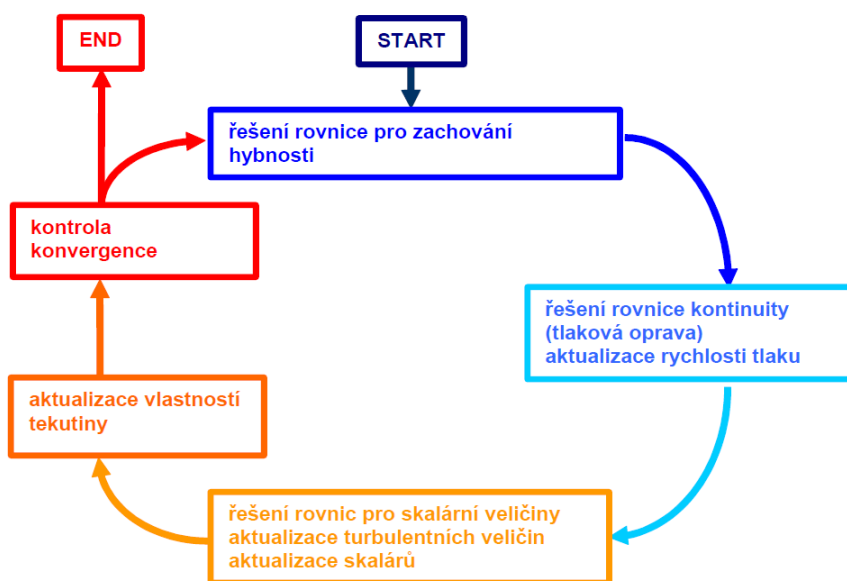 END
START
řešení rovnice pro zachování
hybnosti
kontrola
konvergence
řešení rovnice kontinuity
(tlaková oprava)
aktualizace rychlosti tlaku
aktualizace vlastností
tekutiny
řešení rovnic pro skalární veličiny
aktualizace turbulentních veličin
aktualizace skalárů